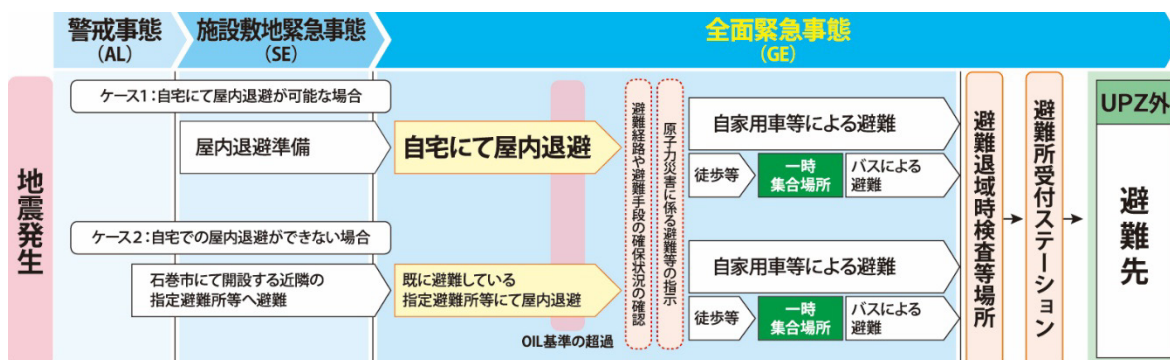 警戒事態
(AL)
施設敷地緊急事態
(SE)
全面緊急事態
(GE)
地震発生
ケース1：自宅にて屋内退避が可能な場合
屋内退避準備
自宅にて屋内退避
ケース2：自宅での屋内退避ができない場合
石巻市にて開設する近隣の
指定避難所等へ避難
既に避難している
指定避難所等にて屋内退避
OIL基準の超過
避難経路や避難手段の確保状況の確認
原子力災害に係る避難等の指示
自家用車等による避難
徒歩等
一時
集合場所
バスによる
避難
自家用車等による避難
徒歩等
一時
集合場所
バスによる
避難
避難退域時検査等場所
避難所受付ステーション
UPZ外
避難先